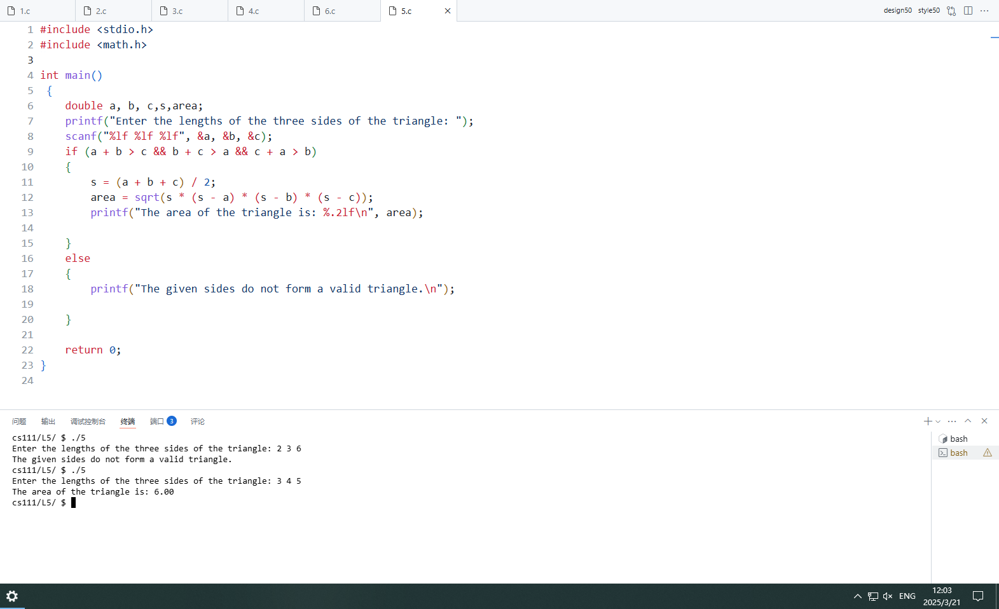 1.c 2.c 3.c 4.c 6.c 5.c design50 style50
1 #include <stdio.h>
2 #include <math.h>
3
4 int main()
5 {
6 double a, b, c,s,area;
7 printf("Enter the lengths of the three sides of the triangle: ");
8 scanf("%lf %lf %lf", &a, &b, &c);
9 if (a + b > c && b + c > a && c + a > b)
10 {
11 s = (a + b + c) / 2;
12 area = sqrt(s * (s - a) * (s - b) * (s - c));
13 printf("The area of the triangle is: %.2lf\n", area);
14
15 }
16 else
17 {
18 printf("The given sides do not form a valid triangle.\n");
19
20 }
21
22 return 0;
23 }
24
问题 输出 调试控制台 终端 端口 3 评论
cs111/L5/ $ ./5
Enter the lengths of the three sides of the triangle: 2 3 6
The given sides do not form a valid triangle.
cs111/L5/ $ ./5
Enter the lengths of the three sides of the triangle: 3 4 5
The area of the triangle is: 6.00
cs111/L5/ $
bash
bash
ENG
12:03
2025/3/21